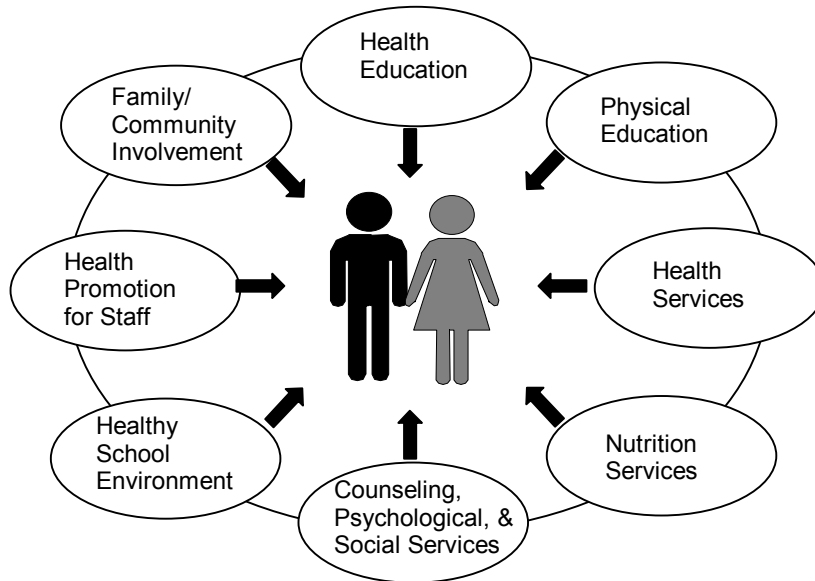 Health
Education
Physical
Education
Health
Services
Nutrition
Services
Counseling,
Psychological, &
Social Services
Healthy
School
Environment
Health
Promotion
for Staff
Family/
Community
Involvement